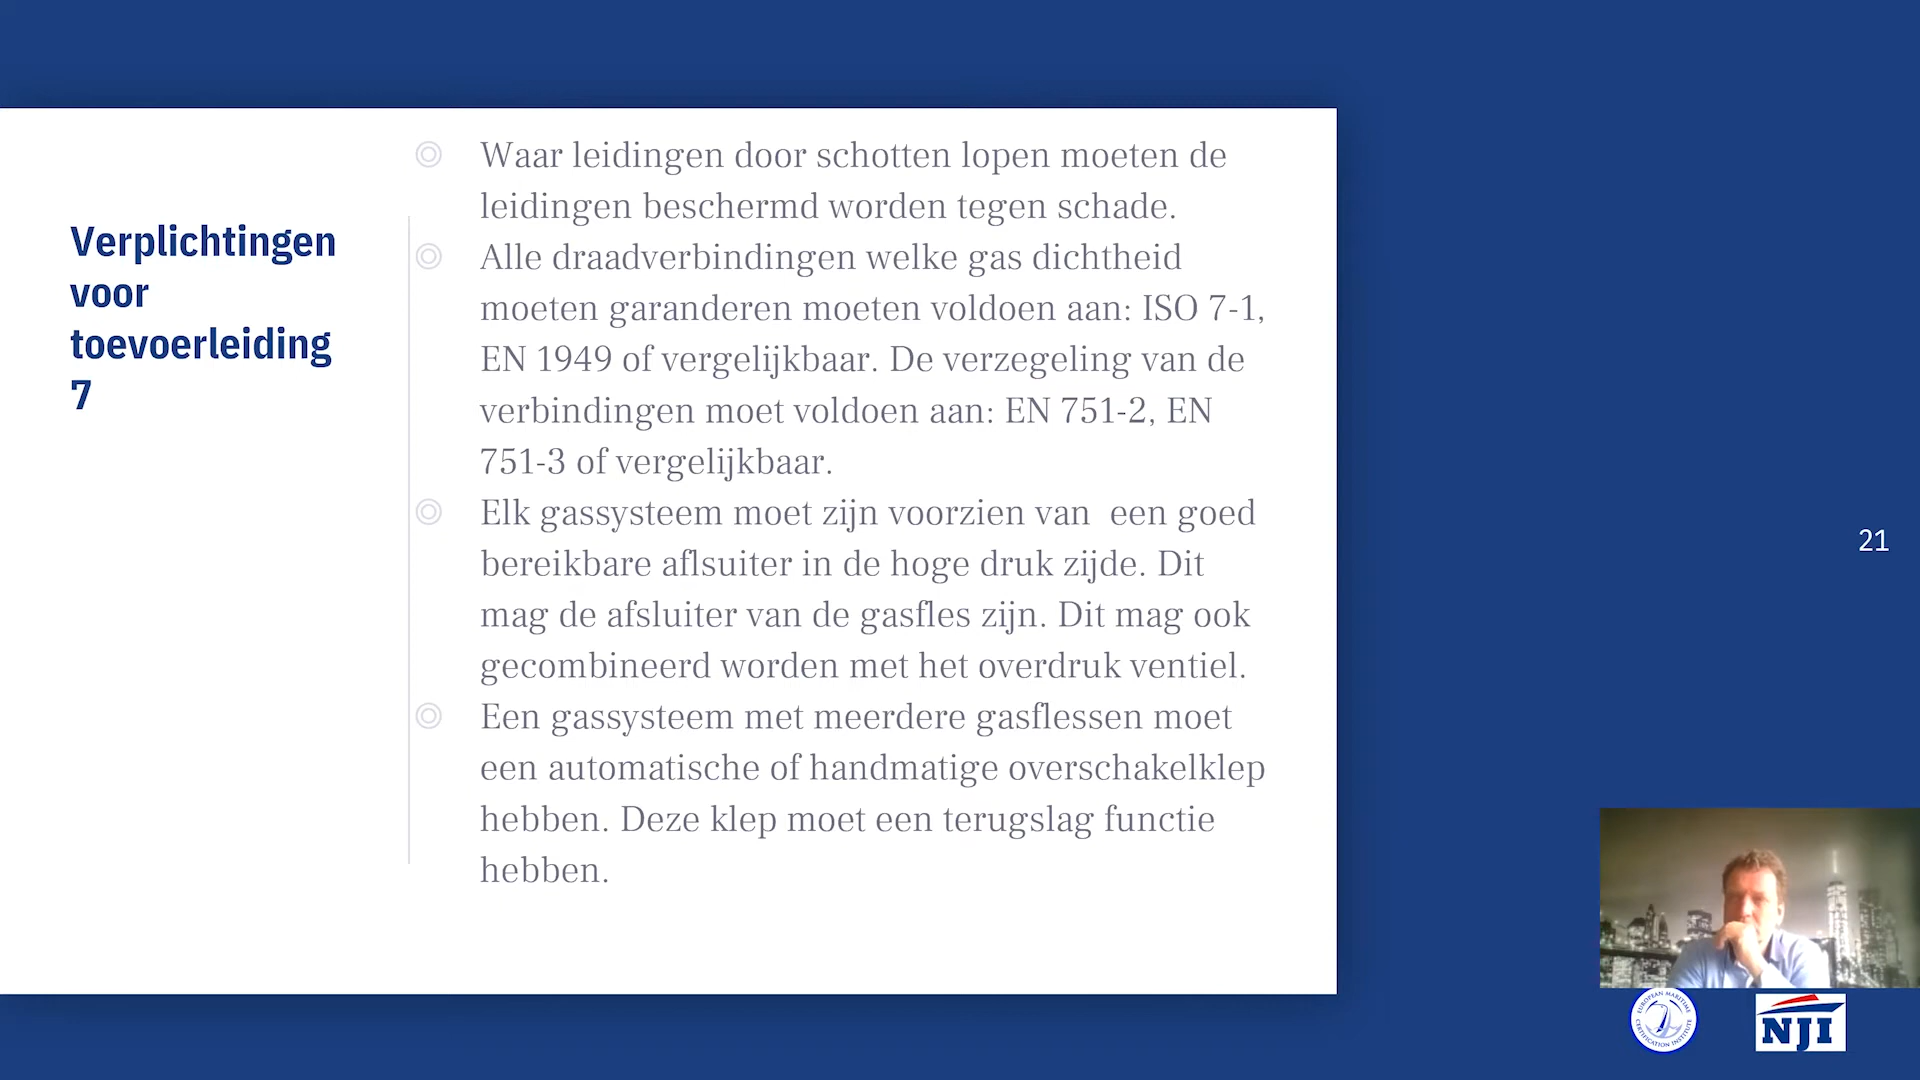 Verplichtingen
voor
toevoerleiding
7
Waar leidingen door schotten lopen moeten de
leidingen beschermd worden tegen schade.
Alle draadverbindingen welke gas dichtheid
moeten garanderen moeten voldoen aan: ISO 7-1,
EN 1949 of vergelijkbaar. De verzegeling van de
verbindingen moet voldoen aan: EN 751-2, EN
751-3 of vergelijkbaar.
Elk gassysteem moet zijn voorzien van  een goed
bereikbare aflsuiter in de hoge druk zijde. Dit
mag de afsluiter van de gasfles zijn. Dit mag ook
gecombineerd worden met het overdruk ventiel.
Een gassysteem met meerdere gasflessen moet
een automatische of handmatige overschakelklep
hebben. Deze klep moet een terugslag functie
hebben.
21
EUROPEAN MARITIME
CERTIFICATION INSTITUTE
NJI